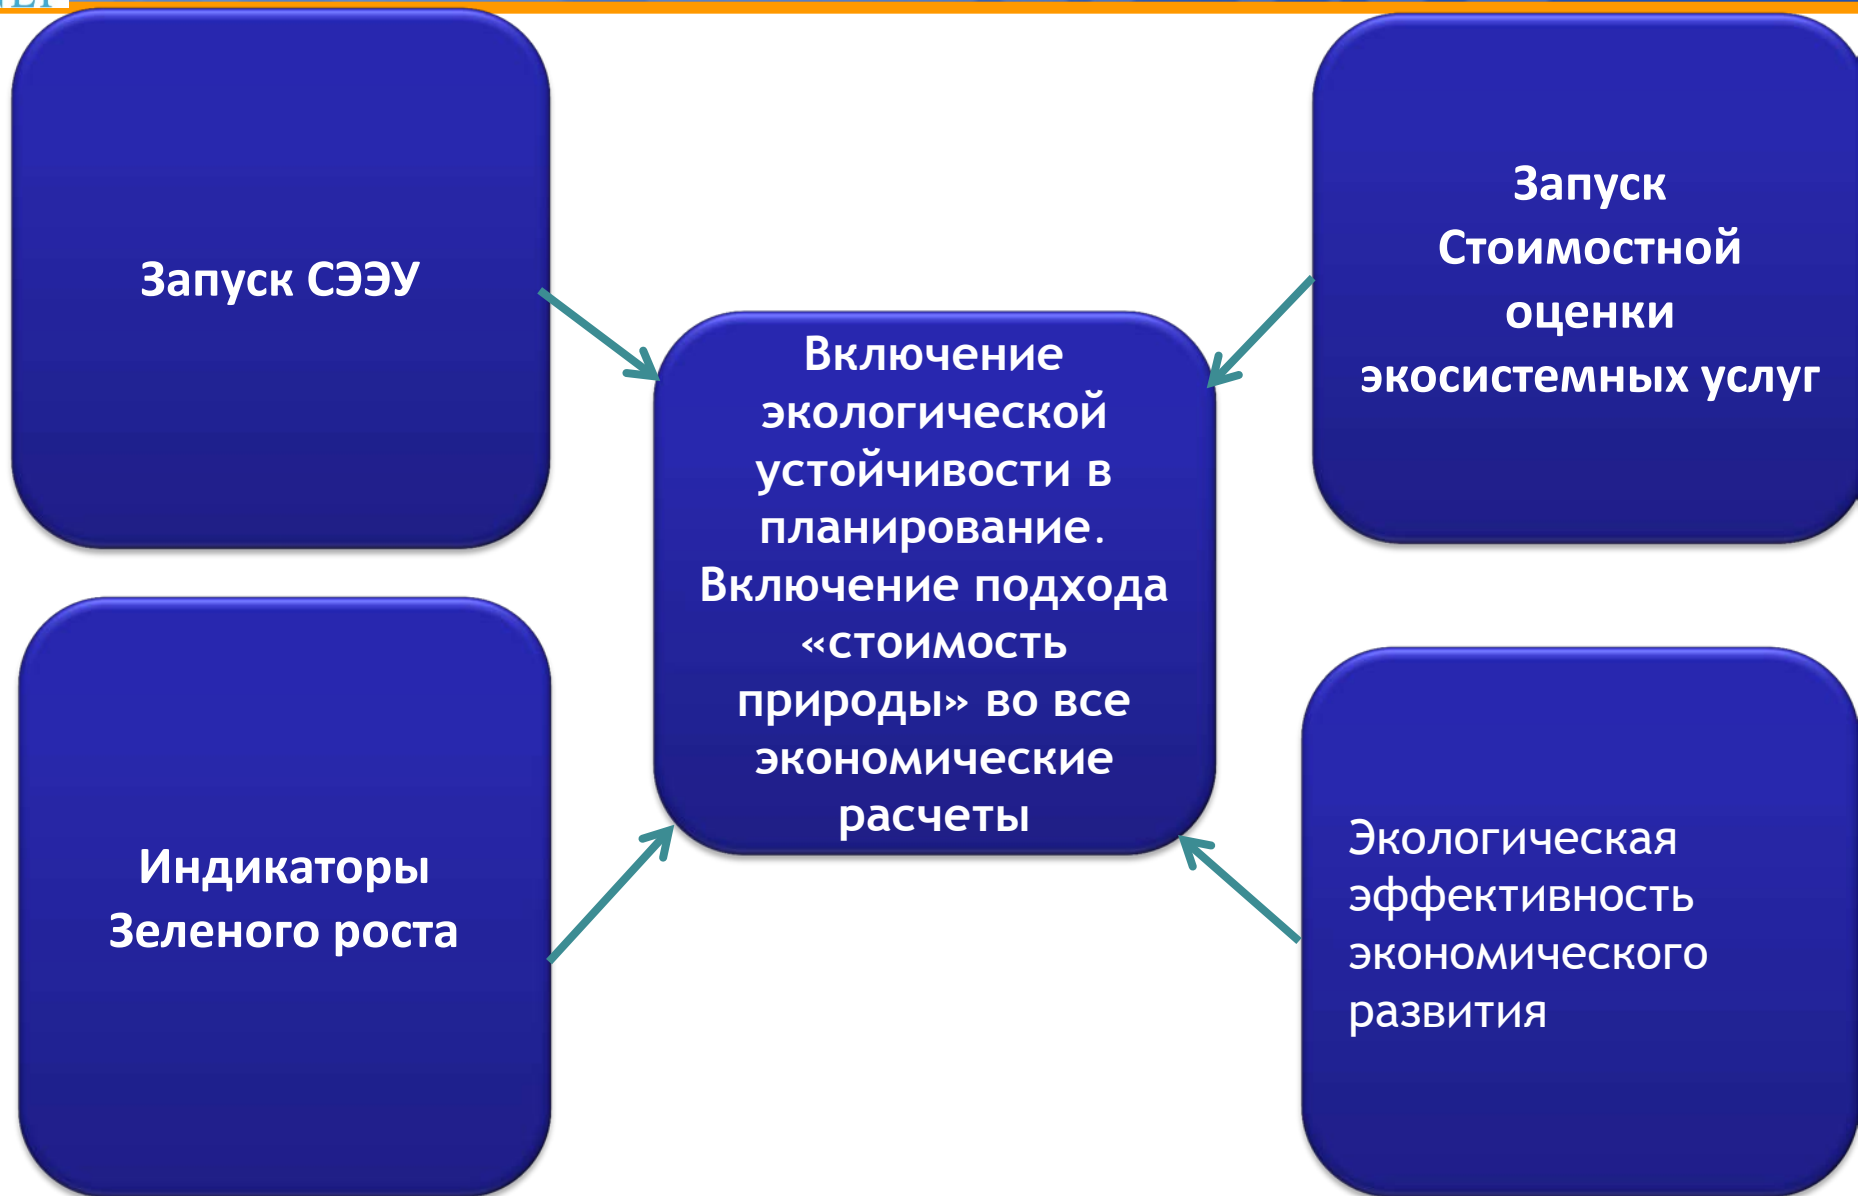 Запуск СЭЭУ
Запуск
Стоимостной
оценки
экосистемных услуг
Включение
экологической
устойчивости в
планирование.
Включение подхода
«стоимость
природы» во все
экономические
расчеты
Индикаторы
Зеленого роста
Экологическая
эффективность
экономического
развития